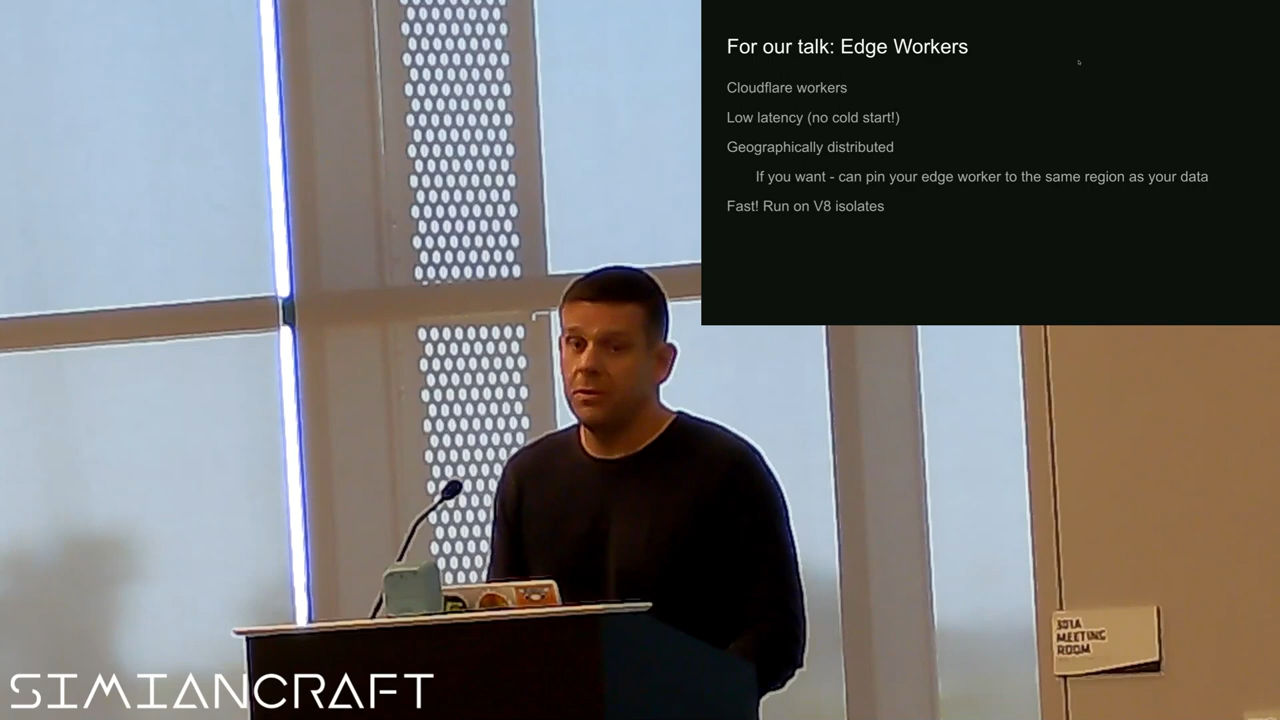 For our talk: Edge Workers
Cloudflare workers
Low latency (no cold start!)
Geographically distributed
If you want - can pin your edge worker to the same region as your data
Fast! Run on V8 isolates
301A
MEETING
ROOM
SIMIANCRAFT